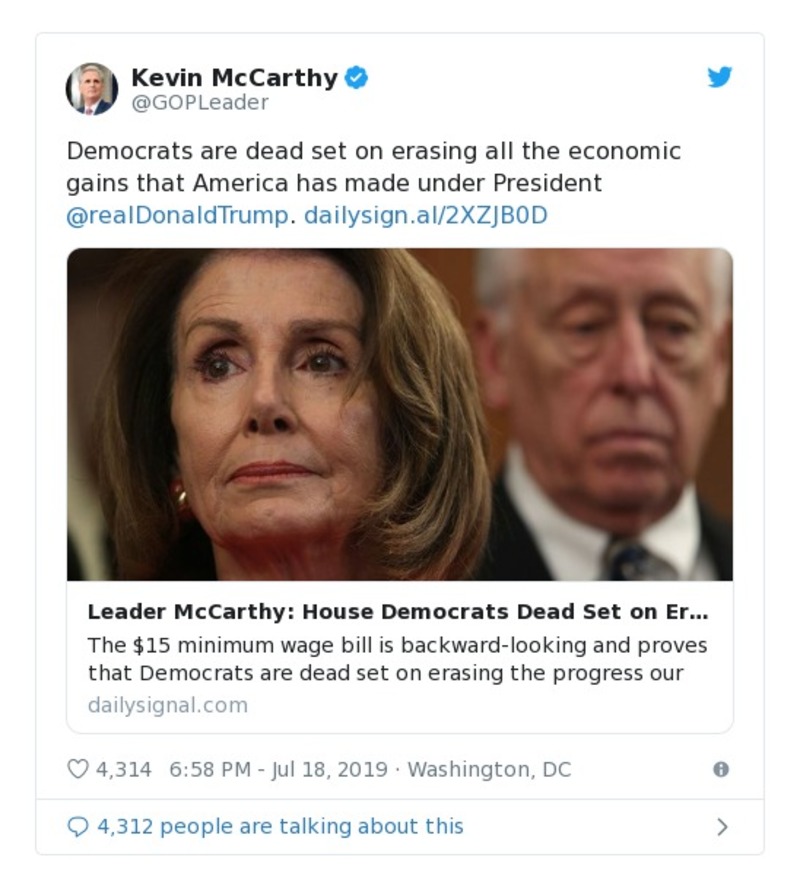 Kevin McCarthy
@GOPLeader
Democrats are dead set on erasing all the economic
gains that America has made under President
@realDonaldTrump. dailysign.al/2XZJB0D
Leader McCarthy: House Democrats Dead Set on Er...
The $15 minimum wage bill is backward-looking and proves
that Democrats are dead set on erasing the progress our
dailysignal.com
4,314 6:58 PM - Jul 18, 2019 · Washington, DC
4,312 people are talking about this